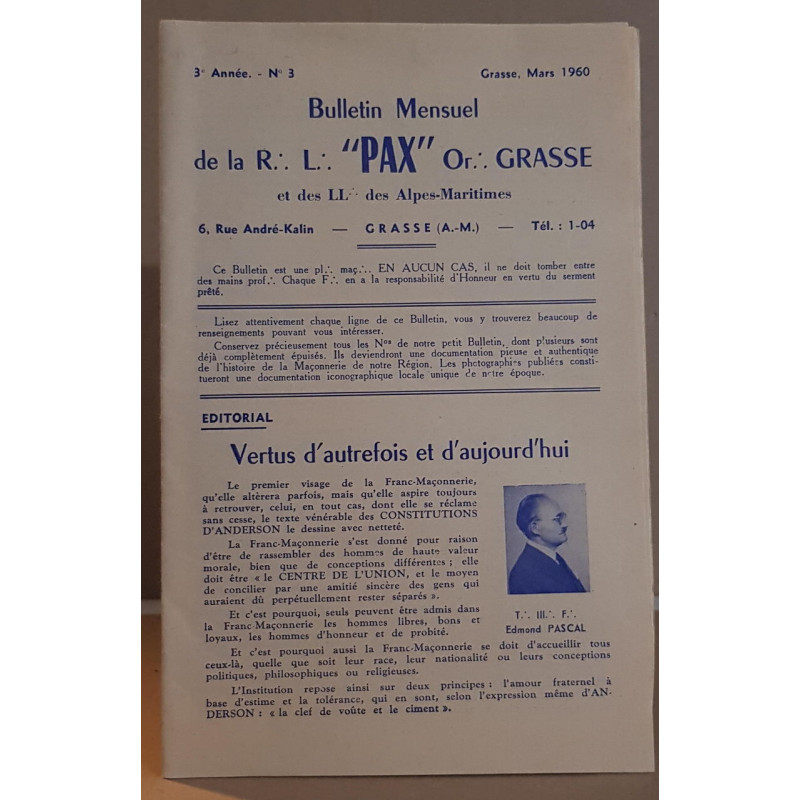 3e Année. - N° 3 Grasse, Mars 1960
Bulletin Mensuel
de la R∴ L∴ "PAX" Or∴ GRASSE
et des LL∴ des Alpes-Maritimes
6, Rue André-Kalin — GRASSE (A.-M.) — Tél. : 1-04
Ce Bulletin est une pl∴ maç∴. EN AUCUN CAS, il ne doit tomber entre
des mains prof∴ Chaque F∴ en a la responsabilité d'Honneur en vertu du serment
prêté.
Lisez attentivement chaque ligne de ce Bulletin, vous y trouverez beaucoup de
renseignements pouvant vous intéresser.
Conservez précieusement tous les Nos de notre petit Bulletin, dont plusieurs sont
déjà complètement épuisés. Ils deviendront une documentation pieuse et authentique
de l'histoire de la Maçonnerie de notre Région. Les photographies publiées consti-
tueront une documentation iconographique locale unique de notre époque.
EDITORIAL
Vertus d'autrefois et d'aujourd'hui
Le premier visage de la Franc-Maçonnerie,
qu'elle altèrera parfois, mais qu'elle aspire toujours
à retrouver, celui, en tout cas, dont elle se réclame
sans cesse, le texte vénérable des CONSTITUTIONS
D'ANDERSON le dessine avec netteté.
La Franc-Maçonnerie s'est donné pour raison
d'être de rassembler des hommes de haute valeur
morale, bien que de conceptions différentes ; elle
doit être « le CENTRE DE L'UNION, et le moyen
de concilier par une amitié sincère des gens qui
auraient dû perpétuellement rester séparés ».
Et c'est pourquoi, seuls peuvent être admis dans
la Franc-Maçonnerie les hommes libres, bons et
loyaux, les hommes d'honneur et de probité.
T∴ Ill∴ F∴
Edmond PASCAL
Et c'est pourquoi aussi la Franc-Maçonnerie se doit d'accueillir tous
ceux-là, quelle que soit leur race, leur nationalité ou leurs conceptions
politiques, philosophiques ou religieuses.
L'Institution repose ainsi sur deux principes : l'amour fraternel à
base d'estime et la tolérance, qui en sont, selon l'expression même d'AN-
DERSON : « la clef de voûte et le ciment ».